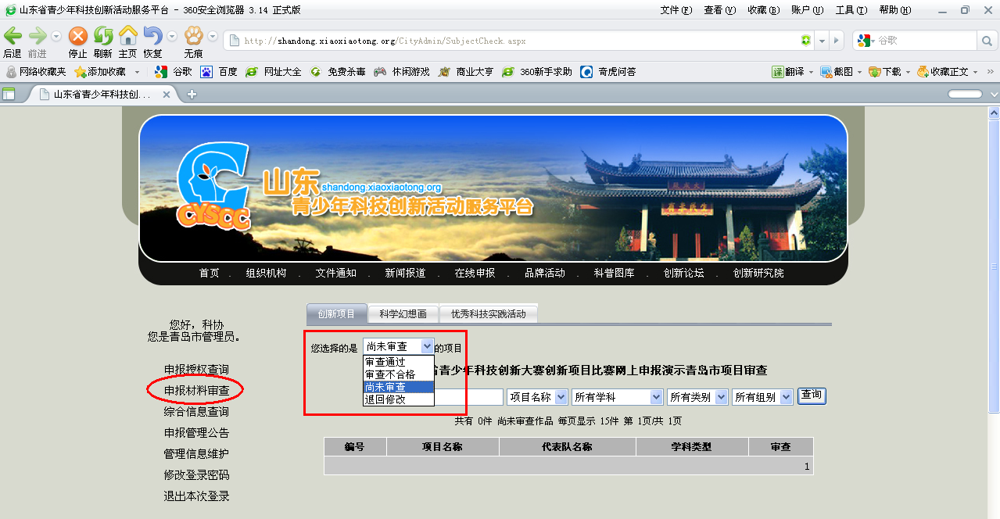 山东省青少年科技创新活动服务平台 - 360安全浏览器 3.14 正式版
文件(F) 查看(V) 收藏(B) 账户(U) 工具(T) 帮助(H)
后退 前进 停止 刷新 主页 恢复 无痕
http://shandong.xiaoxiaotong.org/CityAdmin/SubjectCheck.aspx
谷歌
网络收藏夹 添加收藏 谷歌 百度 网址大全 免费杀毒 休闲游戏 商业大亨 360新手求助 奇虎问答
译 翻译 截图 下载 收藏正文 »
山东省青少年科技创...
CYSCC
山东 shandong.xiaoxiaotong.org
青少年科技创新活动服务平台
首页 . 组织机构 . 文件通知 . 新闻报道 . 在线申报 . 品牌活动 . 科普图库 . 创新论坛 . 创新研究院
您好，科协
您是青岛市管理员。
申报授权查询
申报材料审查
综合信息查询
申报管理公告
管理信息维护
修改登录密码
退出本次登录
创新项目 科学幻想画 优秀科技实践活动
您选择的是 尚未审查 的项目
审查通过
审查不合格
尚未审查
退回修改
省青少年科技创新大赛创新项目比赛网上申报演示青岛市项目审查
项目名称 所有学科 所有类别 所有组别 查询
共有 0件 尚未审查作品 每页显示 15件 第 1页/共 1页
编号 项目名称 代表队名称 学科类型 审查
1